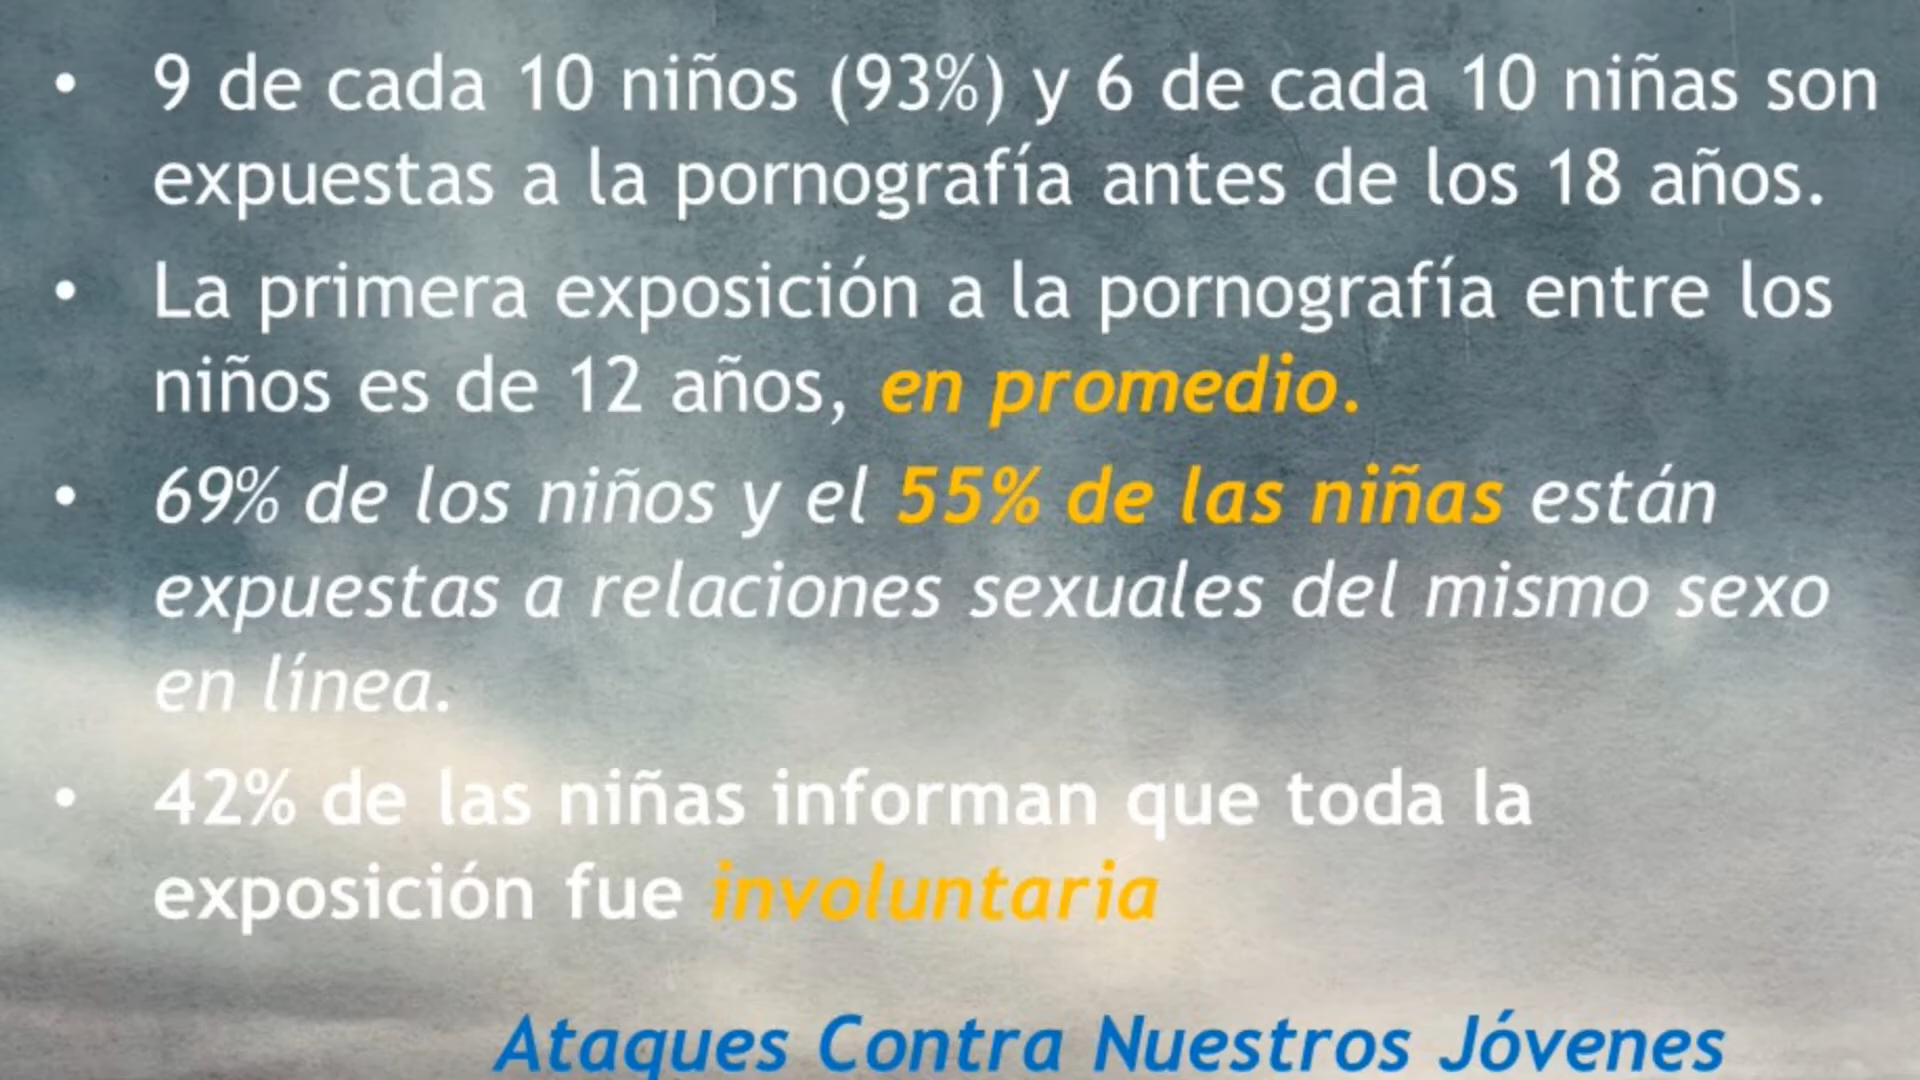 • 9 de cada 10 niños (93%) y 6 de cada 10 niñas son
expuestas a la pornografía antes de los 18 años.
• La primera exposición a la pornografía entre los
niños es de 12 años, en promedio.
• 69% de los niños y el 55% de las niñas están
expuestas a relaciones sexuales del mismo sexo
en línea.
• 42% de las niñas informan que toda la
exposición fue involuntaria
Ataques Contra Nuestros Jóvenes